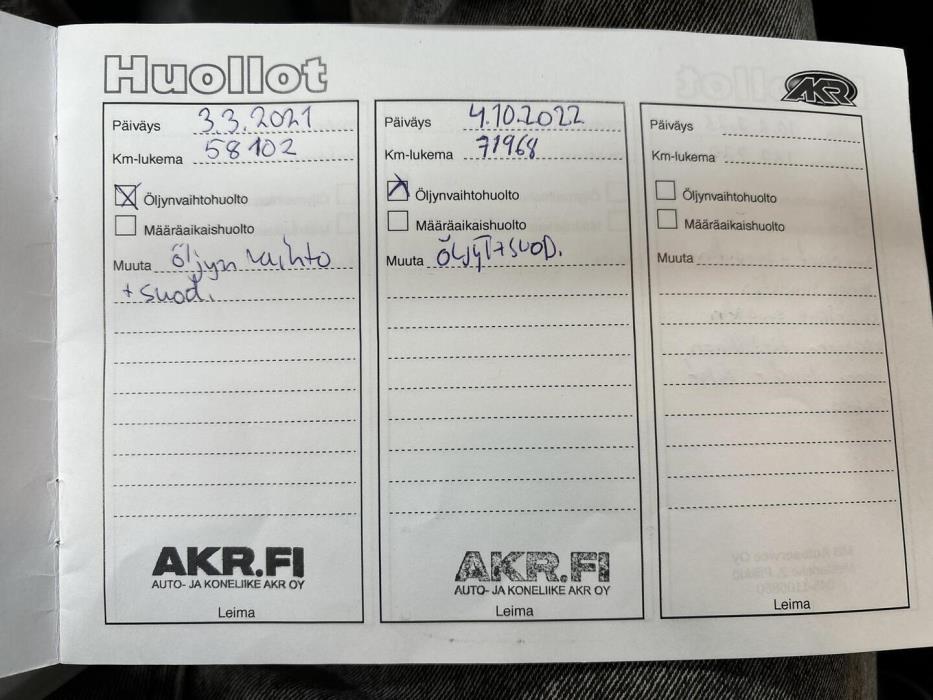 Huollot
AKR
Päiväys 3.3.2021
Km-lukema 58102
Öljynvaihtohuolto
Määräaikaishuolto
Muuta öljyn vaihto
+ suod.
AKR.FI
AUTO- JA KONELIIKE AKR OY
Leima
Päiväys 4.10.2022
Km-lukema 71968
Öljynvaihtohuolto
Määräaikaishuolto
Muuta ÖLJYT+SUOD.
AKR.FI
AUTO- JA KONELIIKE AKR OY
Leima
Päiväys
Km-lukema
Öljynvaihtohuolto
Määräaikaishuolto
Muuta
Leima